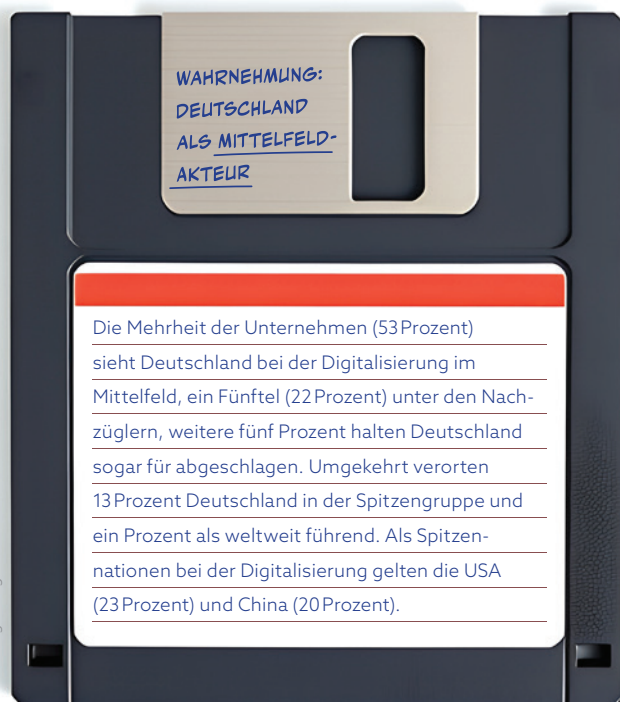 WAHRNEHMUNG:
DEUTSCHLAND
ALS MITTELFELD-
AKTEUR
Die Mehrheit der Unternehmen (53 Prozent)
sieht Deutschland bei der Digitalisierung im
Mittelfeld, ein Fünftel (22 Prozent) unter den Nach-
züglern, weitere fünf Prozent halten Deutschland
sogar für abgeschlagen. Umgekehrt verorten
13 Prozent Deutschland in der Spitzengruppe und
ein Prozent als weltweit führend. Als Spitzen-
nationen bei der Digitalisierung gelten die USA
(23 Prozent) und China (20 Prozent).